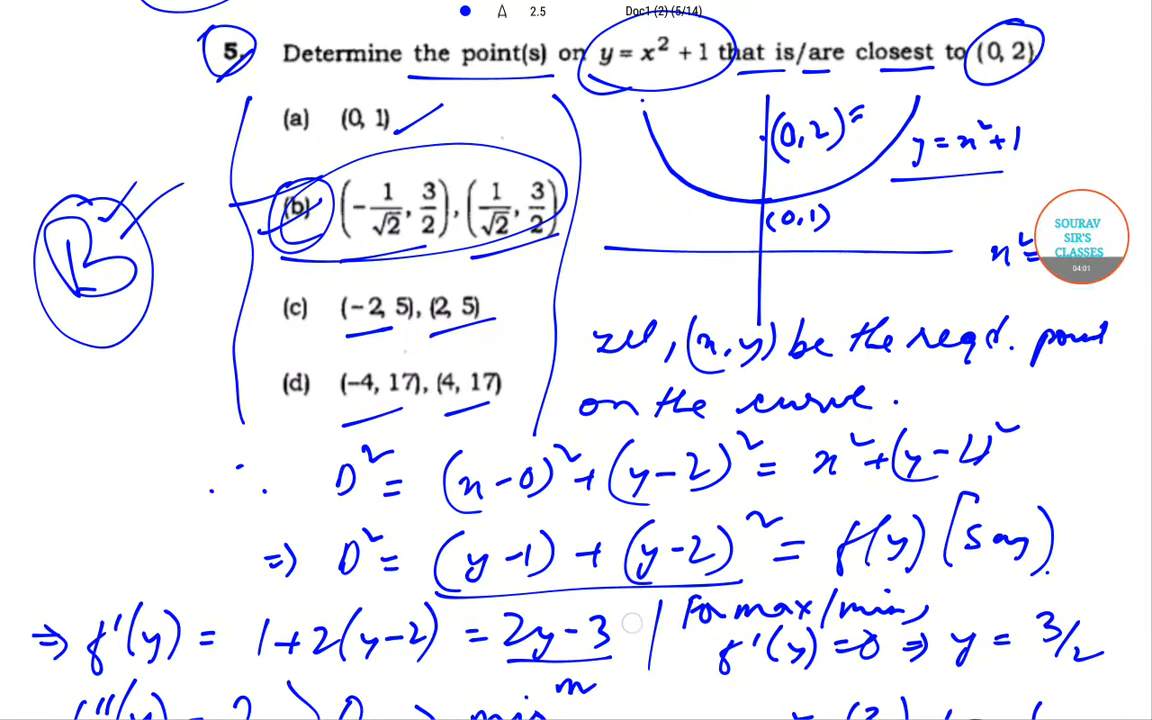 2.5 Doc1 (2) (5/14)
5. Determine the point(s) on y = x² + 1 that is/are closest to (0, 2)
(a) (0, 1)
(b) (-1/√2, 3/2), (1/√2, 3/2)
(c) (-2, 5), (2, 5)
(d) (-4, 17), (4, 17)
B
(0, 2)
y = x² + 1
(0, 1)
x² =
SOURAV
SIR'S
CLASSES
04:01
Let, (x, y) be the reqd. point
on the curve.
∴ D² = (x-0)² + (y-2)² = x² + (y-2)²
=> D² = (y-1) + (y-2)² = f(y) [say]
=> f'(y) = 1+2(y-2) = 2y-3
For max/min,
f'(y) = 0 => y = 3/2